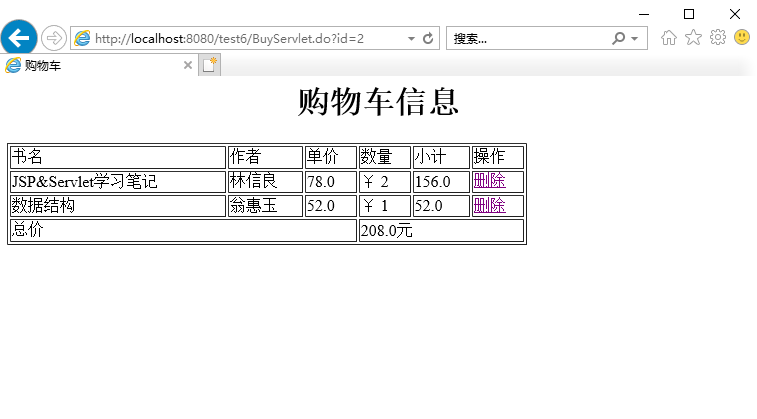 http://localhost:8080/test6/BuyServlet.do?id=2
搜索...
购物车
购物车信息
书名 作者 单价 数量 小计 操作
JSP&Servlet学习笔记 林信良 78.0 ￥ 2 156.0 删除
数据结构 翁惠玉 52.0 ￥ 1 52.0 删除
总价 208.0元